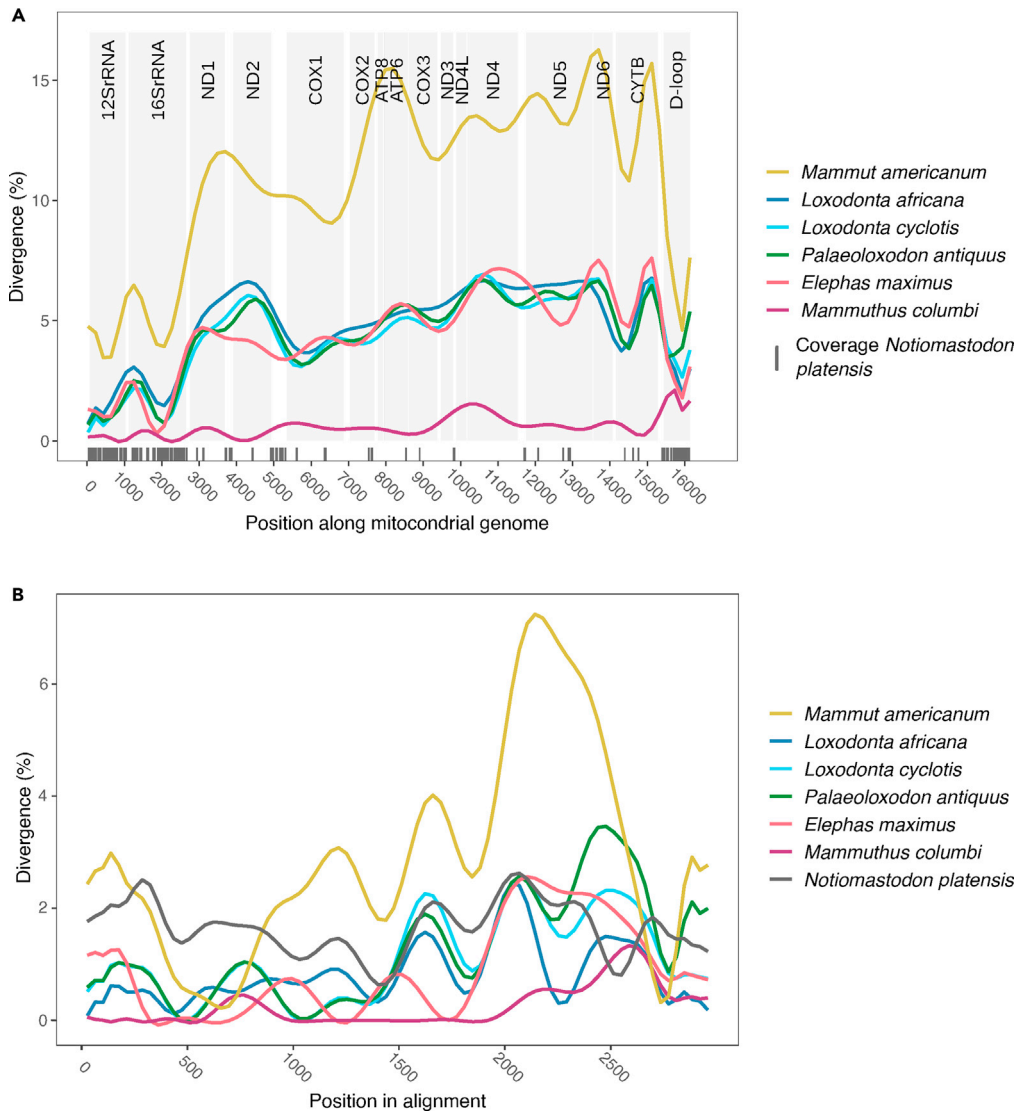 A
12SrRNA
16SrRNA
ND1
ND2
COX1
COX2
ATP8
ATP6
COX3
ND3
ND4L
ND4
ND5
ND6
CYTB
D-loop
15
10
5
0
Divergence (%)
0
1000
2000
3000
4000
5000
6000
7000
8000
9000
10000
11000
12000
13000
14000
15000
16000
Position along mitocondrial genome
Mammut americanum
Loxodonta africana
Loxodonta cyclotis
Palaeoloxodon antiquus
Elephas maximus
Mammuthus columbi
Coverage Notiomastodon
platensis
B
6
4
2
0
Divergence (%)
0
500
1000
1500
2000
2500
Position in alignment
Mammut americanum
Loxodonta africana
Loxodonta cyclotis
Palaeoloxodon antiquus
Elephas maximus
Mammuthus columbi
Notiomastodon platensis